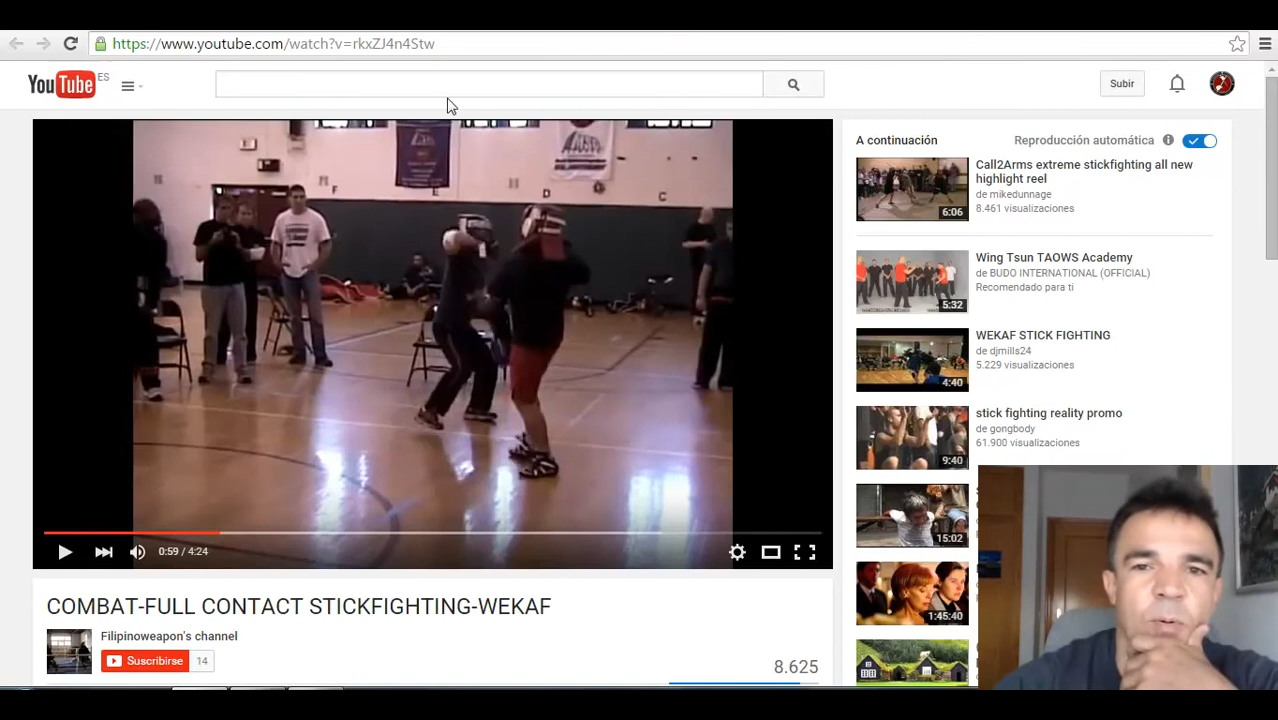 https://www.youtube.com/watch?v=rkxZJ4n4Stw
YouTube ES
Subir
A continuación
Reproducción automática
Call2Arms extreme stickfighting all new
highlight reel
de mikedunnage
8.461 visualizaciones
6:06
Wing Tsun TAOWS Academy
de BUDO INTERNATIONAL (OFFICIAL)
Recomendado para ti
5:32
WEKAF STICK FIGHTING
de djmills24
5.229 visualizaciones
4:40
stick fighting reality promo
de gongbody
61.900 visualizaciones
9:40
15:02
1:45:40
F
E
D
C
0:59 / 4:24
COMBAT-FULL CONTACT STICKFIGHTING-WEKAF
Filipinoweapon's channel
Suscribirse 14
8.625